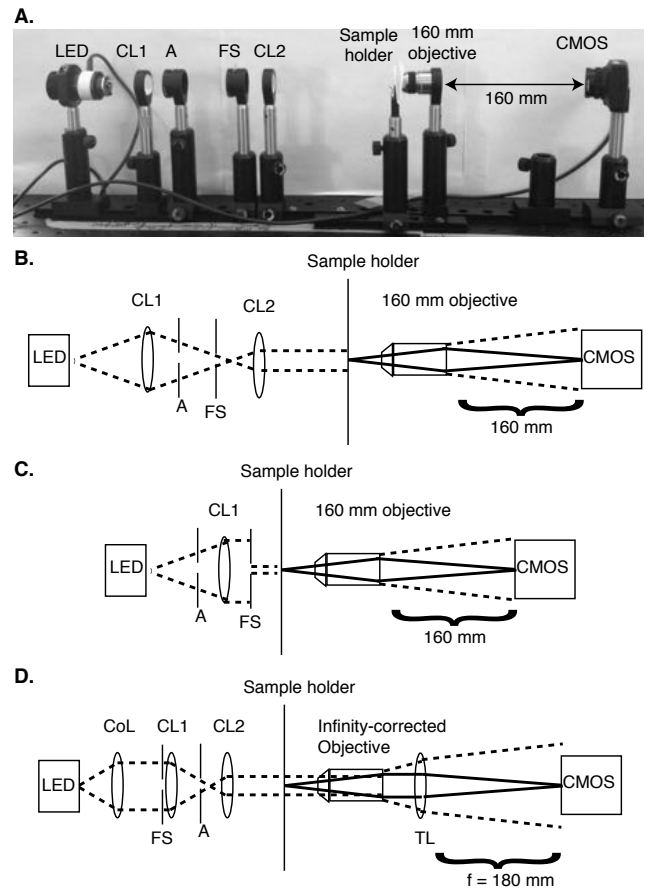 A.
LED
CL1
A
FS
CL2
Sample
holder
160 mm
objective
CMOS
160 mm
B.
Sample holder
CL1
CL2
160 mm objective
LED
CMOS
A
FS
160 mm
C.
Sample holder
CL1
160 mm objective
LED
CMOS
A
FS
160 mm
D.
Sample holder
CoL
CL1
CL2
Infinity-corrected
Objective
LED
CMOS
FS
A
TL
f = 180 mm